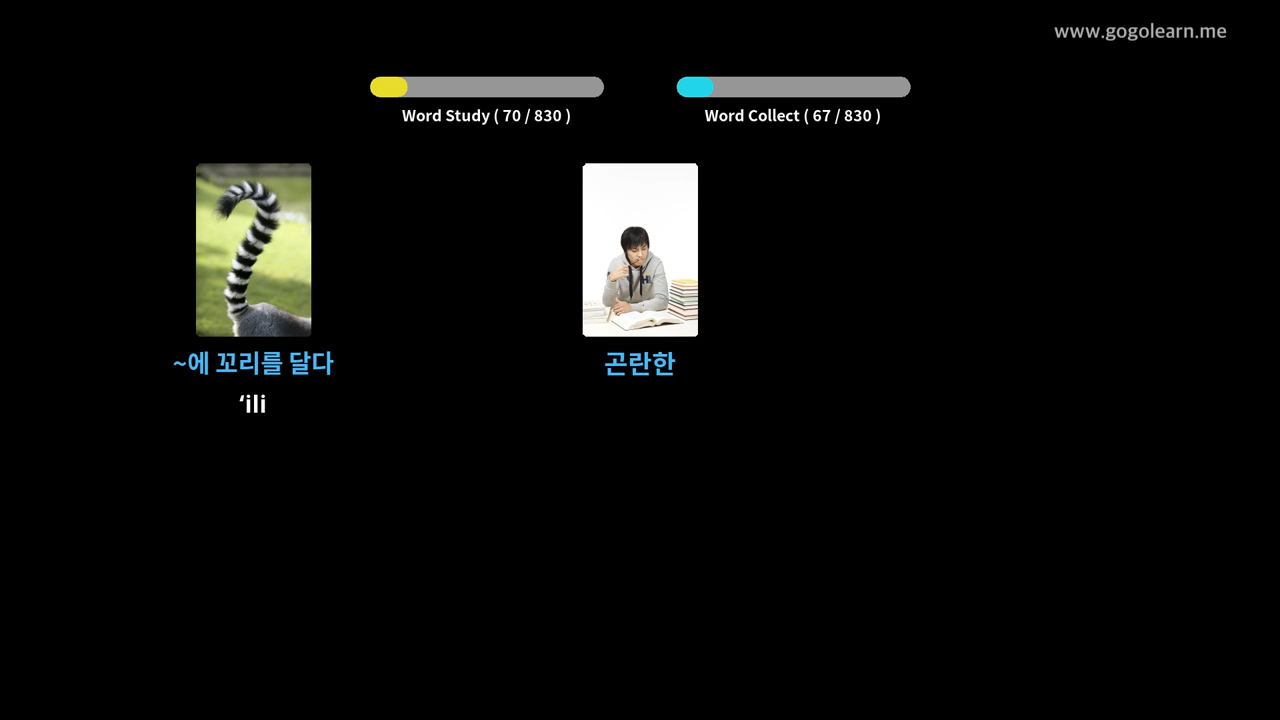 www.gogolearn.me
Word Study ( 70 / 830 )
Word Collect ( 67 / 830 )
~에 꼬리를 달다
‘ili
곤란한